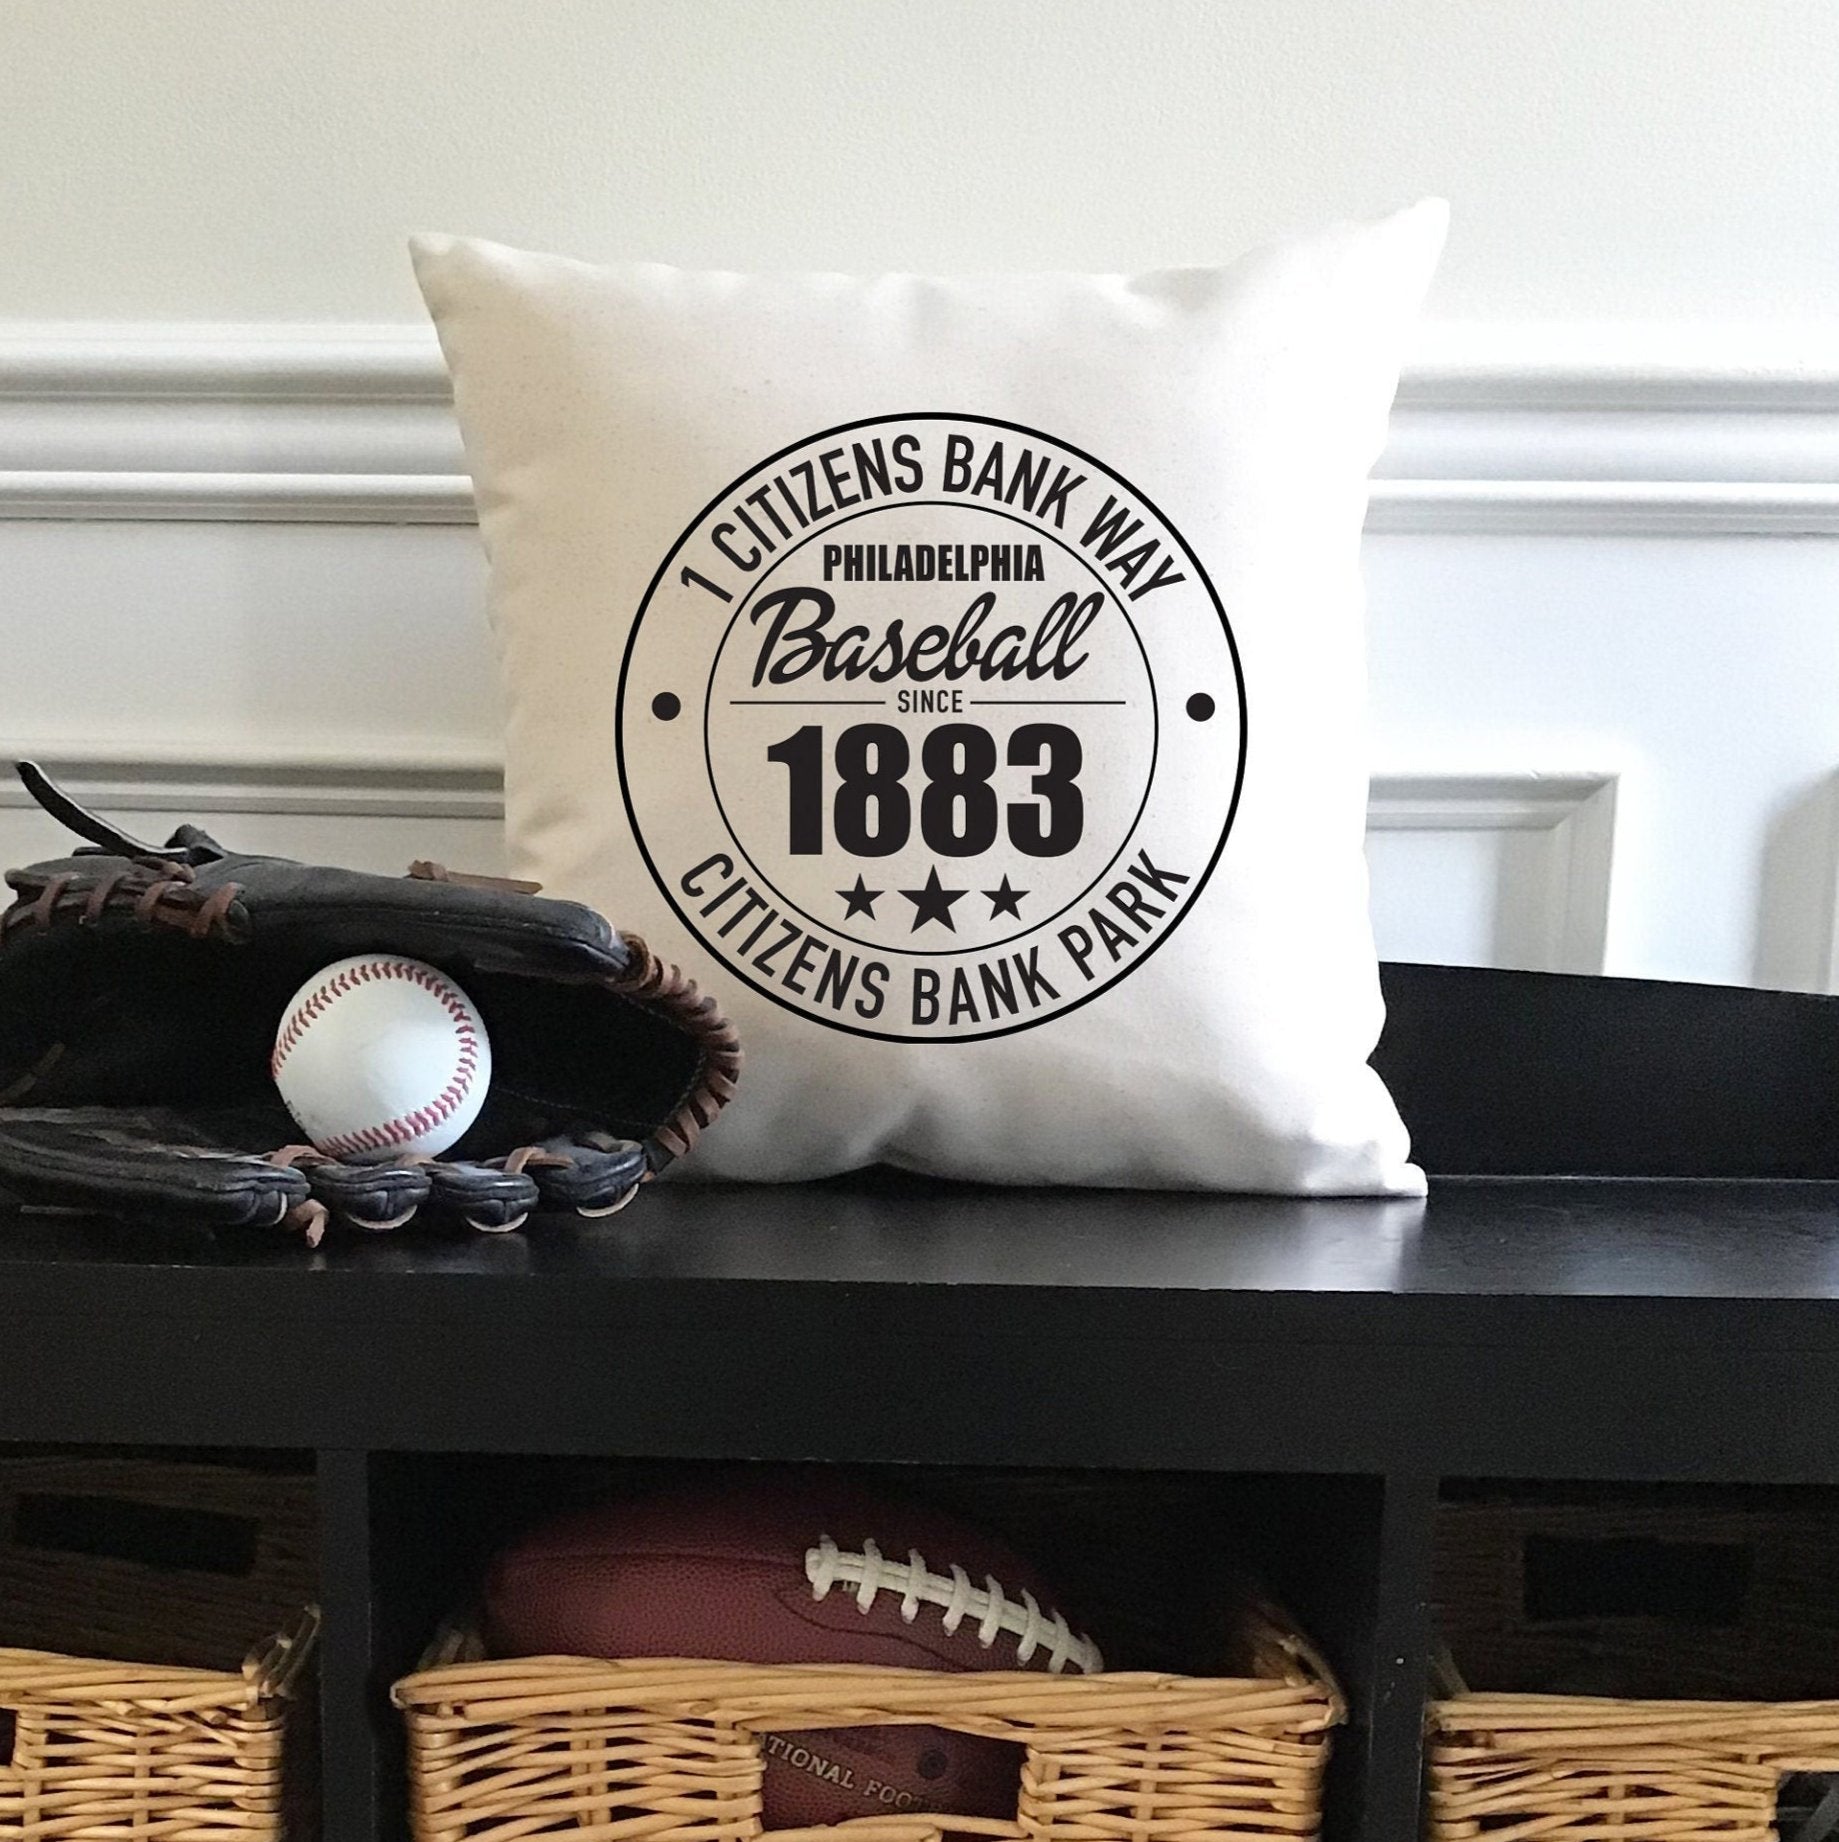 1 CITIZENS BANK WAY
PHILADELPHIA
Baseball
SINCE
1883
CITIZENS BANK PARK